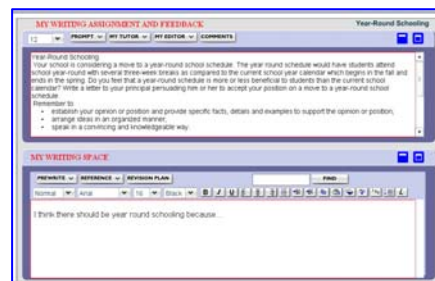 MY WRITING ASSIGNMENT AND FEEDBACK Year-Round Schooling
12 PROMPT MY TUTOR MY EDITOR COMMENTS
Year-Round Schooling
Your school is considering a move to a year-round school schedule. The year round schedule would have students attend
school year-round with several three-week breaks as compared to the current school year calendar which begins in the fall and
ends in the spring. Do you feel that a year-round schedule is more or less beneficial to students than the current school
calendar? Write a letter to your principal persuading him or her to accept your position on a move to a year-round school
schedule.
Remember to
• establish your opinion or position and provide specific facts, details and examples to support the opinion or position,
• arrange ideas in an organized manner,
• speak in a convincing and knowledgeable way.
MY WRITING SPACE
PREWRITE REFERENCE REVISION PLAN FIND
Normal Arial 16 Black B I U
I think there should be year round schooling because...